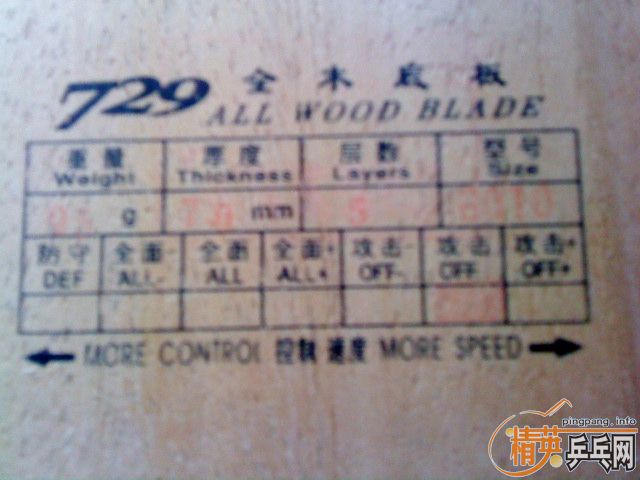 729 全木底板
ALL WOOD BLADE
重量 厚度 层数 型号
Weight Thickness Layers Size
g mm 5
防守 全面- 全面 全面+ 攻击- 攻击 攻击+
DEF ALL- ALL ALL+ OFF- OFF OFF+
MORE CONTROL 控制 速度 MORE SPEED
pingpang.info
精英乒乓网